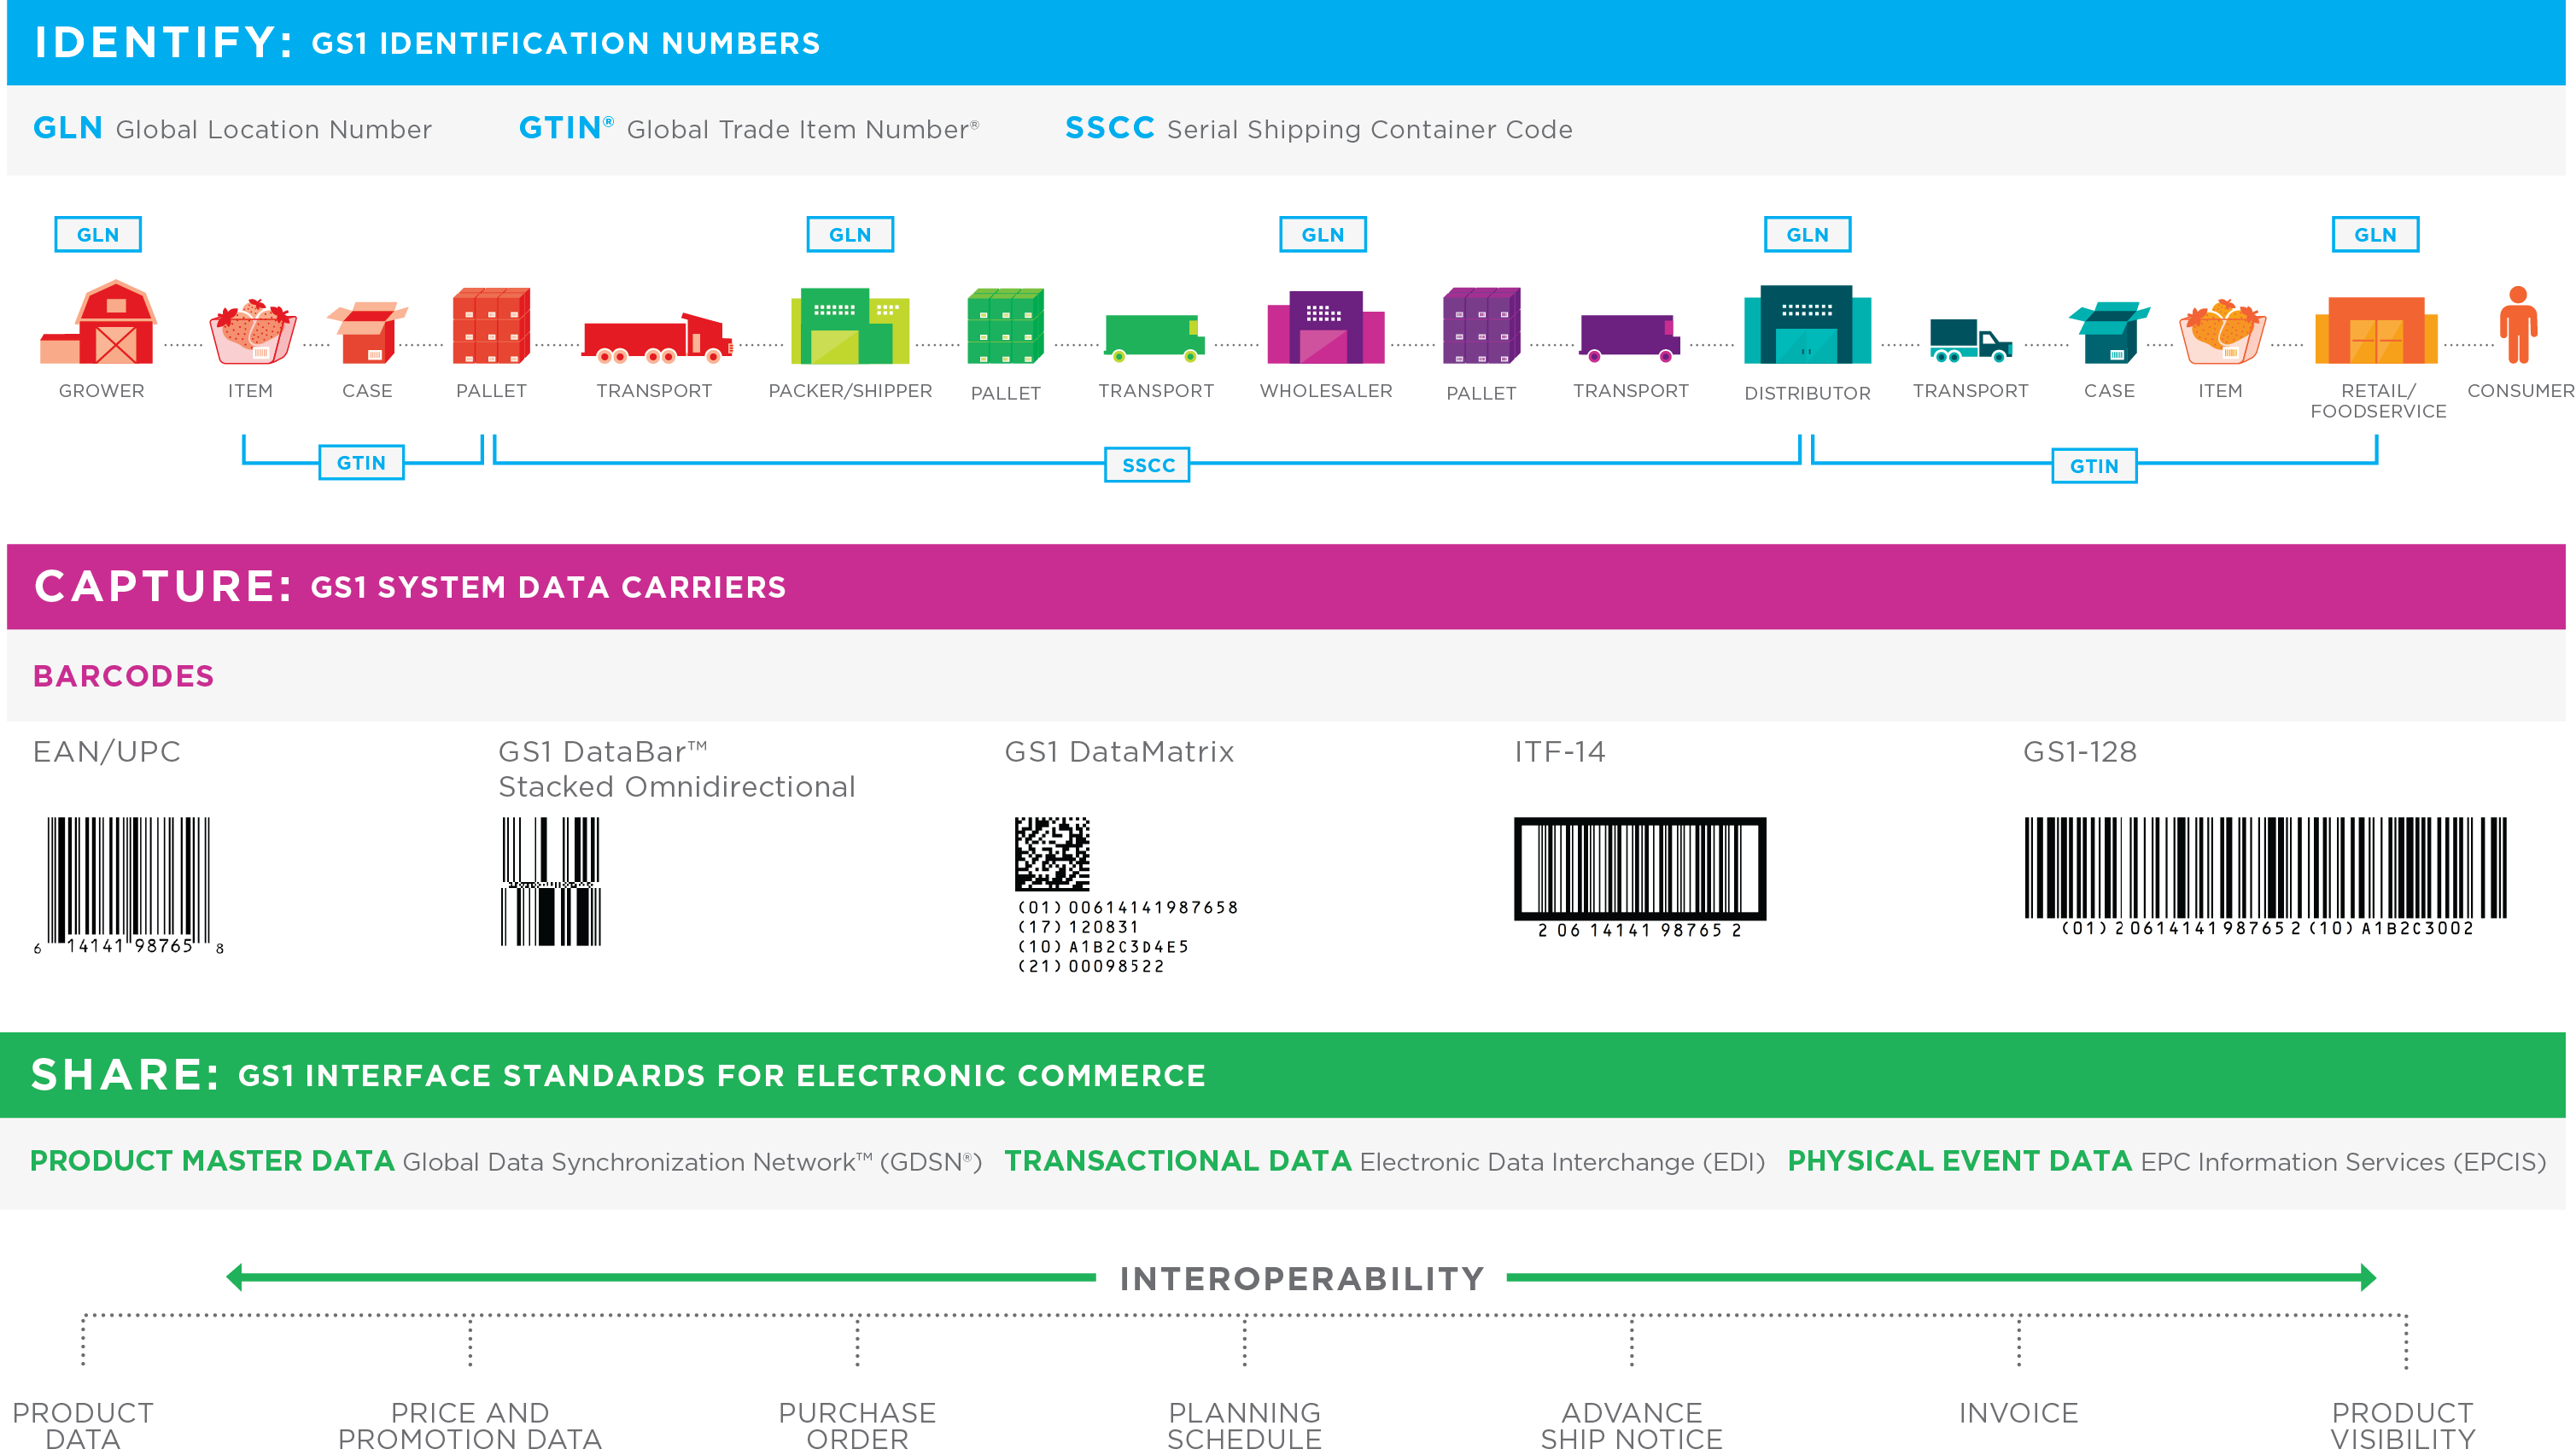 IDENTIFY: GS1 IDENTIFICATION NUMBERS
GLN Global Location Number GTIN® Global Trade Item Number® SSCC Serial Shipping Container Code
GLN GLN GLN GLN GLN
GROWER ITEM CASE PALLET TRANSPORT PACKER/SHIPPER PALLET TRANSPORT WHOLESALER PALLET TRANSPORT DISTRIBUTOR TRANSPORT CASE ITEM RETAIL/ CONSUMER
FOODSERVICE
GTIN SSCC GTIN
CAPTURE: GS1 SYSTEM DATA CARRIERS
BARCODES
EAN/UPC GS1 DataBar™ GS1 DataMatrix ITF-14 GS1-128
Stacked Omnidirectional
6 14141 98765 8
(01) 00614141987658
(17) 120831
(10) A1B2C3D4E5
(21) 00098522
2 06 14141 98765 2
(01) 2 0614141 98765 2 (10) A1B2C3002
SHARE: GS1 INTERFACE STANDARDS FOR ELECTRONIC COMMERCE
PRODUCT MASTER DATA Global Data Synchronization Network™ (GDSN®) TRANSACTIONAL DATA Electronic Data Interchange (EDI) PHYSICAL EVENT DATA EPC Information Services (EPCIS)
INTEROPERABILITY
PRODUCT DATA
PRICE AND PROMOTION DATA
PURCHASE ORDER
PLANNING SCHEDULE
ADVANCE SHIP NOTICE
INVOICE
PRODUCT VISIBILITY